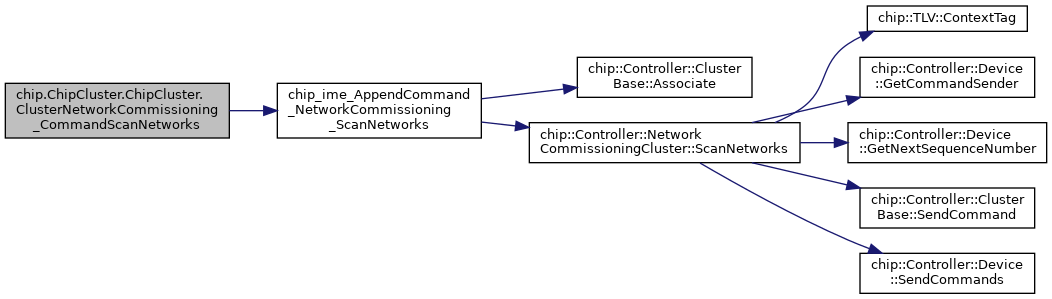 chip.ChipCluster.ChipCluster.
ClusterNetworkCommissioning
_CommandScanNetworks
chip_ime_AppendCommand
_NetworkCommissioning
_ScanNetworks
chip::Controller::Cluster
Base::Associate
chip::Controller::Network
CommissioningCluster::ScanNetworks
chip::TLV::ContextTag
chip::Controller::Device
::GetCommandSender
chip::Controller::Device
::GetNextSequenceNumber
chip::Controller::Cluster
Base::SendCommand
chip::Controller::Device
::SendCommands